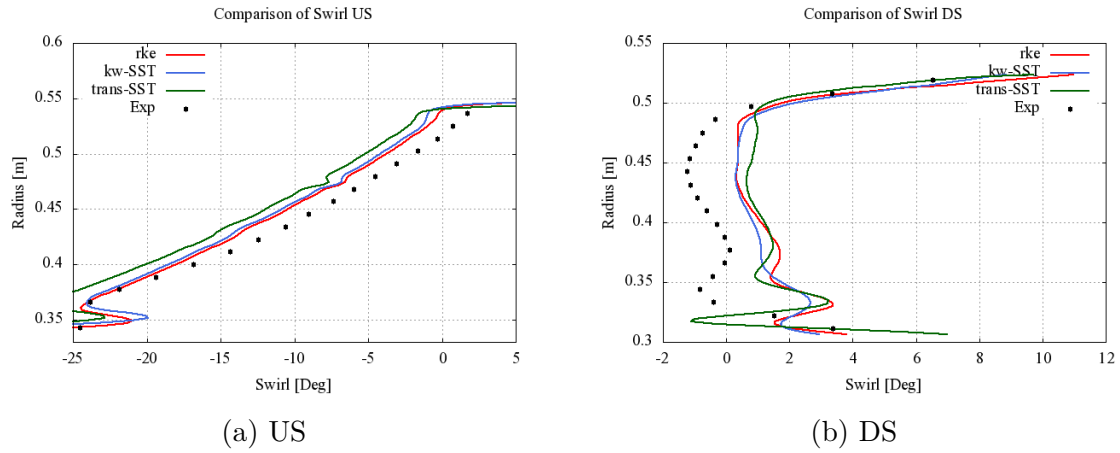 Comparison of Swirl US
0.6
0.55
0.5
0.45
0.4
0.35
0.3
-25
-20
-15
-10
-5
0
5
Radius [m]
Swirl [Deg]
rke
kw-SST
trans-SST
Exp
(a) US
Comparison of Swirl DS
0.55
0.5
0.45
0.4
0.35
0.3
-2
0
2
4
6
8
10
12
Radius [m]
Swirl [Deg]
rke
kw-SST
trans-SST
Exp
(b) DS